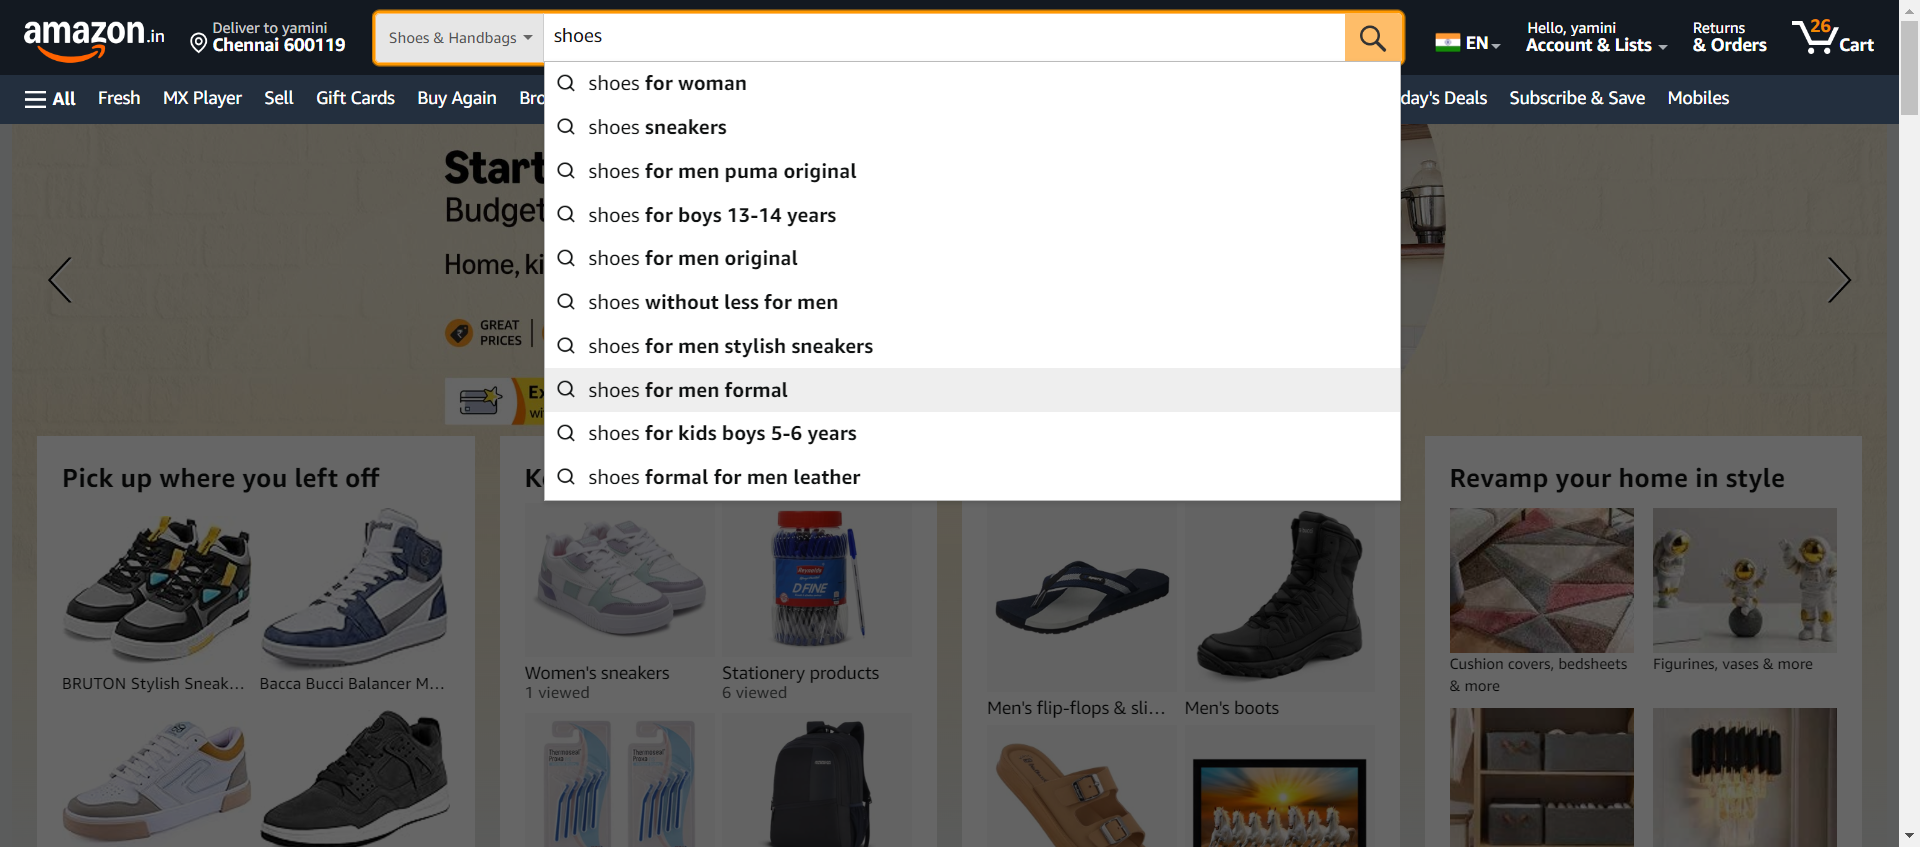 amazon.in
Deliver to yamini
Chennai 600119
Shoes & Handbags
shoes
EN
Hello, yamini
Account & Lists
Returns
& Orders
26
Cart
All
Fresh
MX Player
Sell
Gift Cards
Buy Again
Bro
day's Deals
Subscribe & Save
Mobiles
shoes for woman
shoes sneakers
shoes for men puma original
shoes for boys 13-14 years
shoes for men original
shoes without less for men
shoes for men stylish sneakers
shoes for men formal
shoes for kids boys 5-6 years
shoes formal for men leather
Start
Budget
Home, ki
GREAT
PRICES
Ex
wi
Pick up where you left off
BRUTON Stylish Sneak...
Bacca Bucci Balancer M...
K
Women's sneakers
1 viewed
Reynolds
D FINE
Stationery products
6 viewed
Thermoseal
Proxa
Thermoseal
Proxa
Men's flip-flops & sli...
Men's boots
Revamp your home in style
Cushion covers, bedsheets
& more
Figurines, vases & more